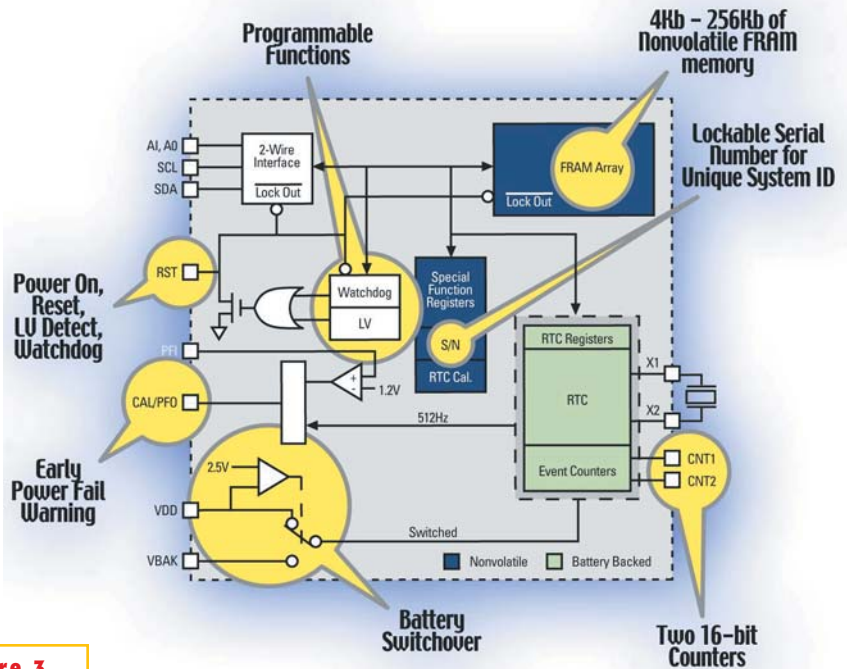 Programmable
Functions
4Kb – 256Kb of
Nonvolatile FRAM
memory
Lockable Serial
Number for
Unique System ID
AI, A0
SCL
SDA
2-Wire
Interface
Lock Out
FRAM Array
Lock Out
RST
Power On,
Reset,
LV Detect,
Watchdog
Watchdog
LV
Special
Function
Registers
S/N
RTC Cal.
PFI
1.2V
CAL/PFO
512Hz
RTC Registers
RTC
Event Counters
X1
X2
CNT1
CNT2
Early
Power Fail
Warning
2.5V
VDD
VBAK
Switched
Nonvolatile
Battery Backed
Battery
Switchover
Two 16-bit
Counters